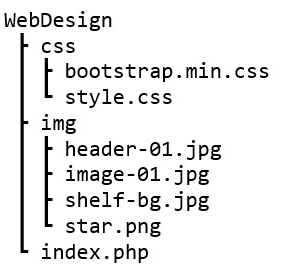 WebDesign
css
bootstrap.min.css
style.css
img
header-01.jpg
image-01.jpg
shelf-bg.jpg
star.png
index.php